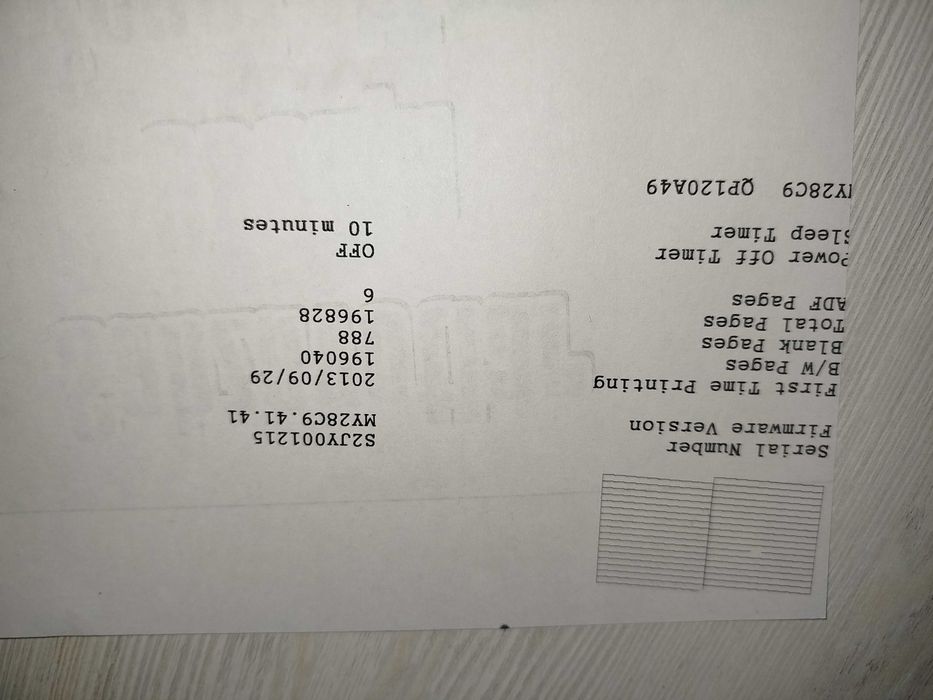 Serial Number S2JY001215
Firmware Version MY28C9.41.41
First Time Printing 2013/09/29
B/W Pages 196040
Blank Pages 788
Total Pages 196828
ADF Pages 6
Power Off Timer OFF
Sleep Timer 10 minutes
MY28C9 QP120A49